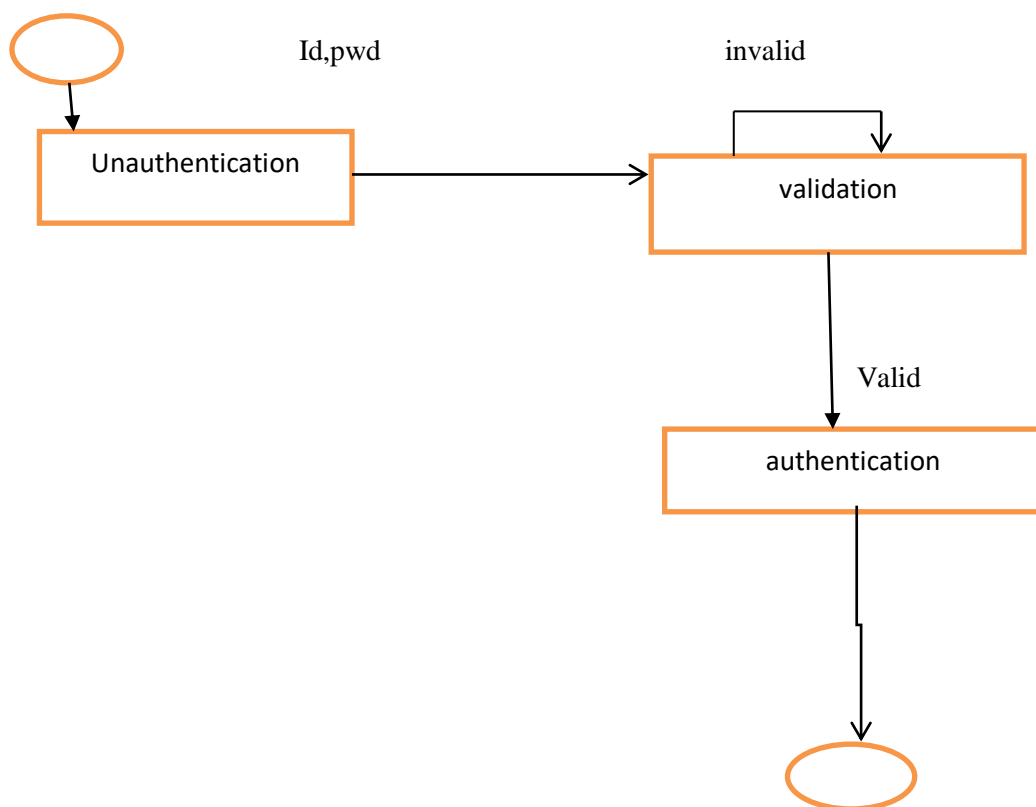 Id,pwd
invalid
Unauthentication
validation
Valid
authentication